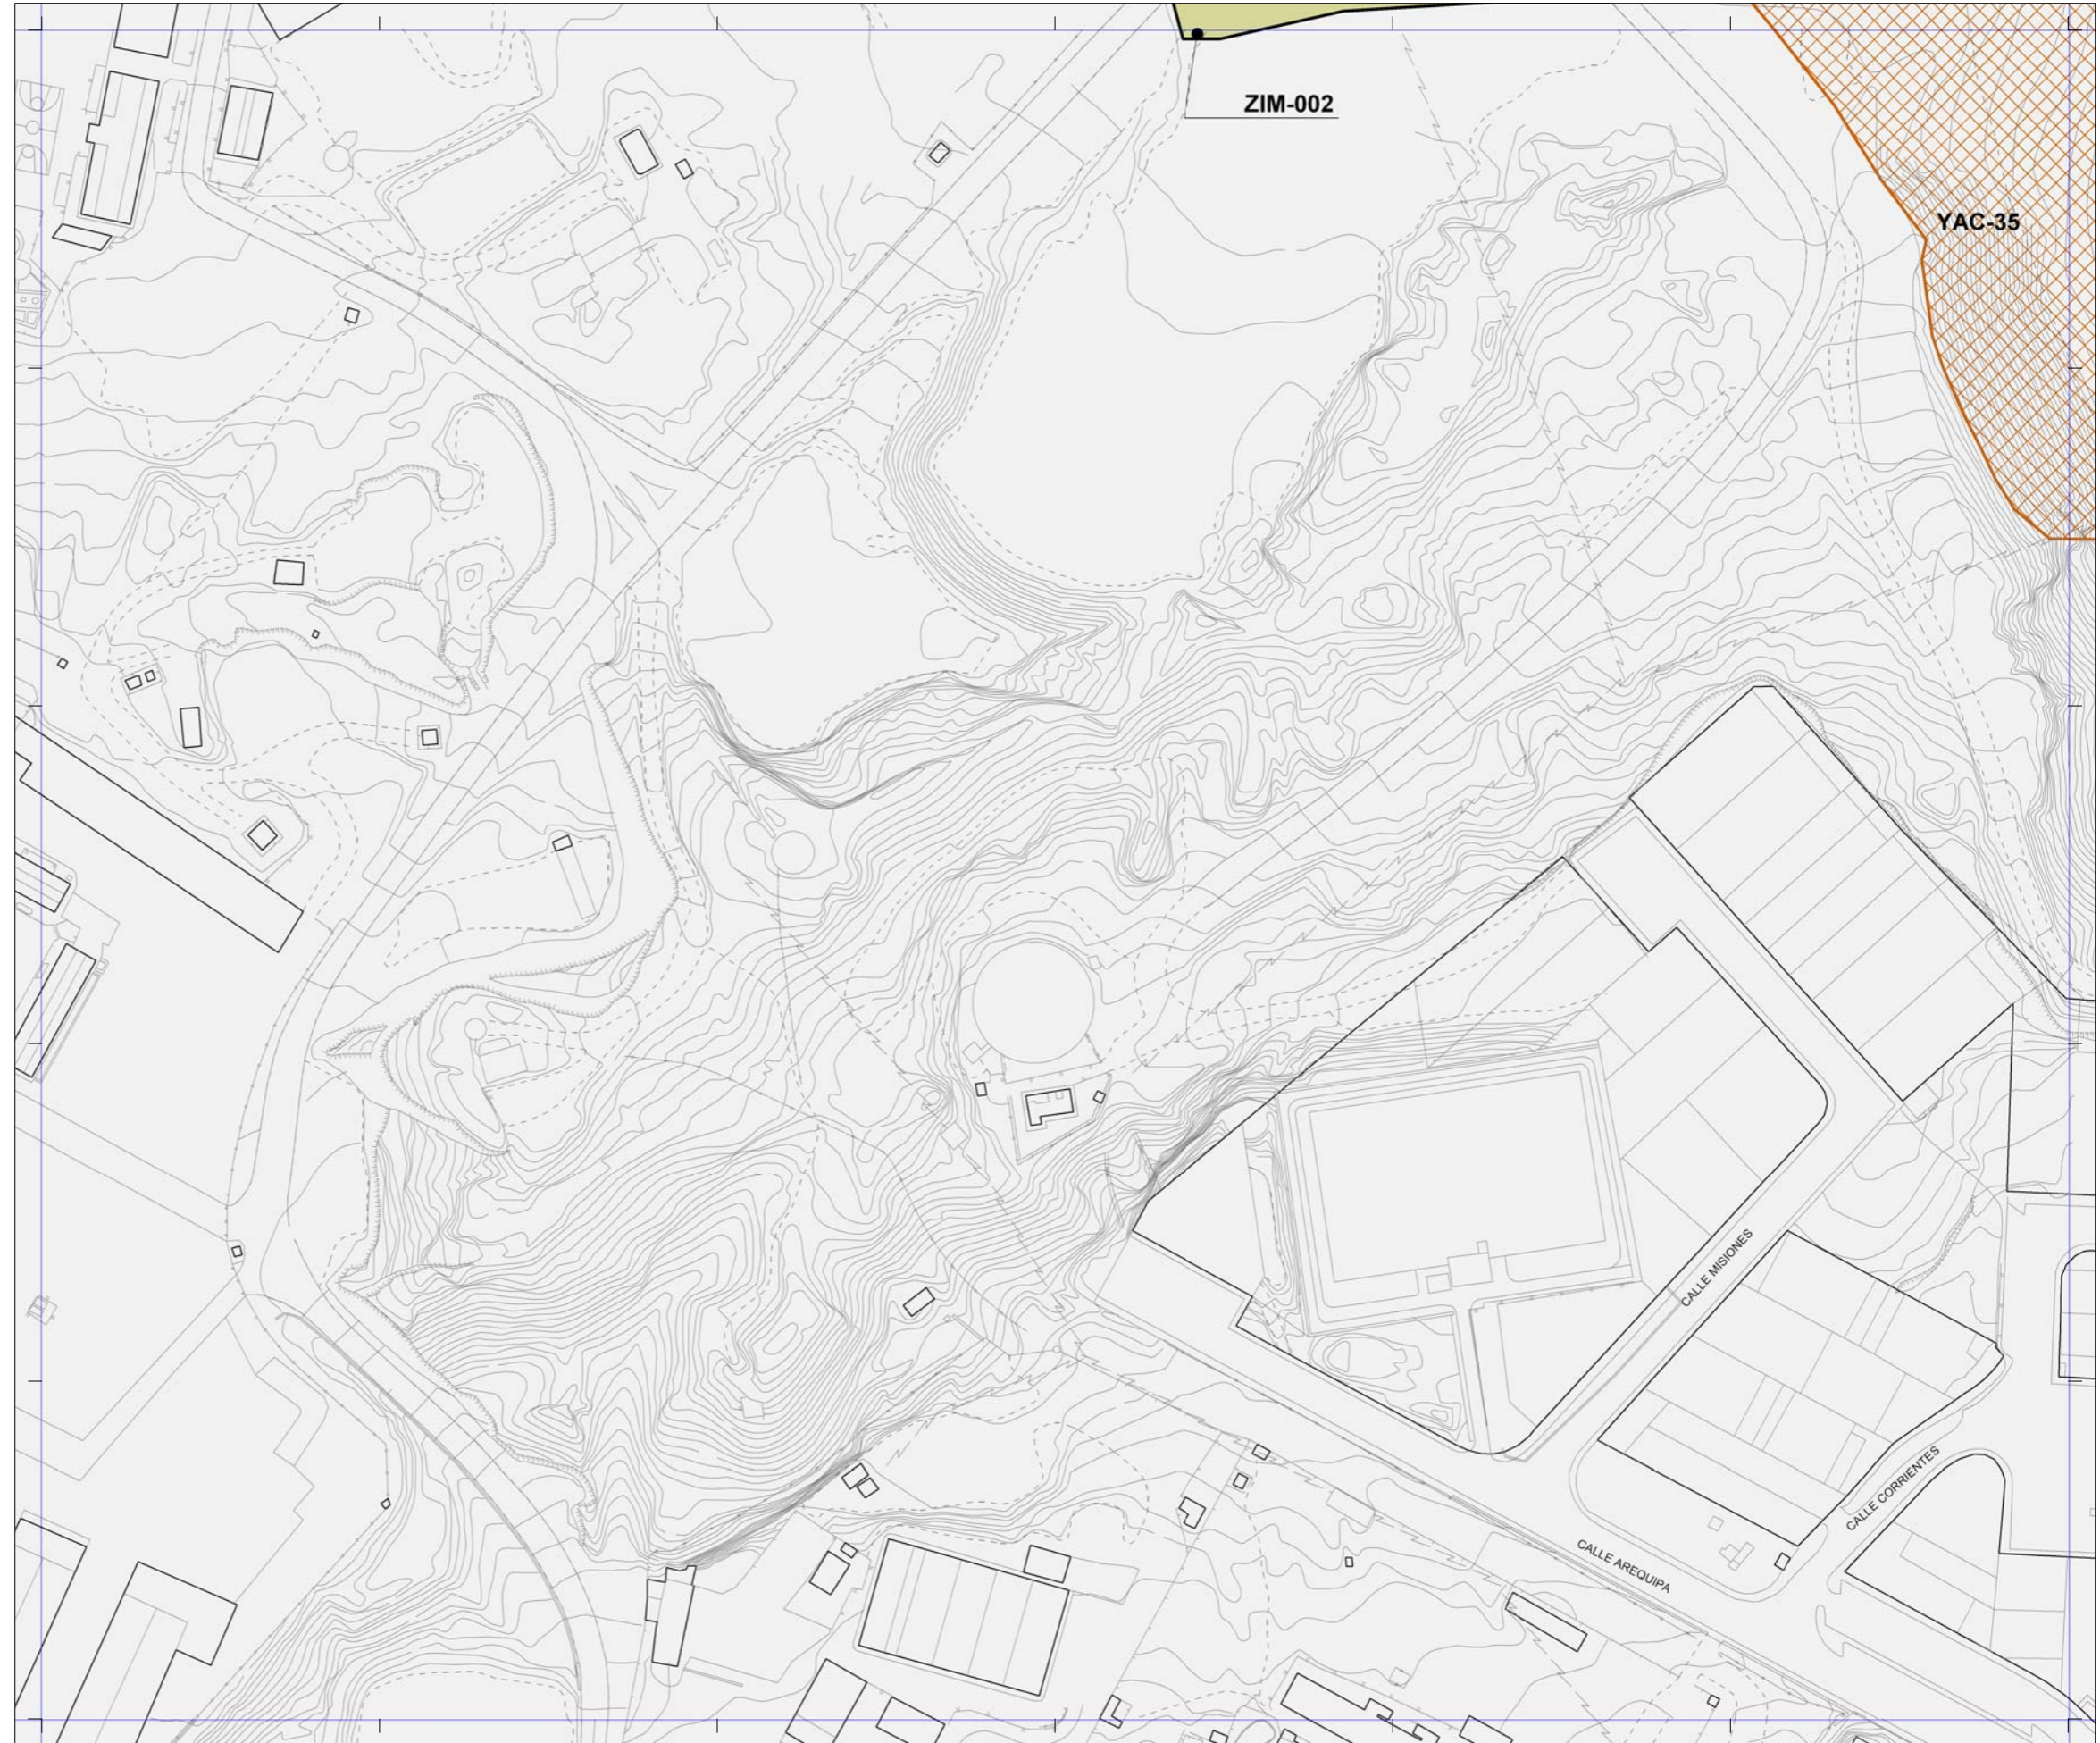 ZIM-002
YAC-35
CALLE MISIONES
CALLE CORRIENTES
CALLE AREQUIPA